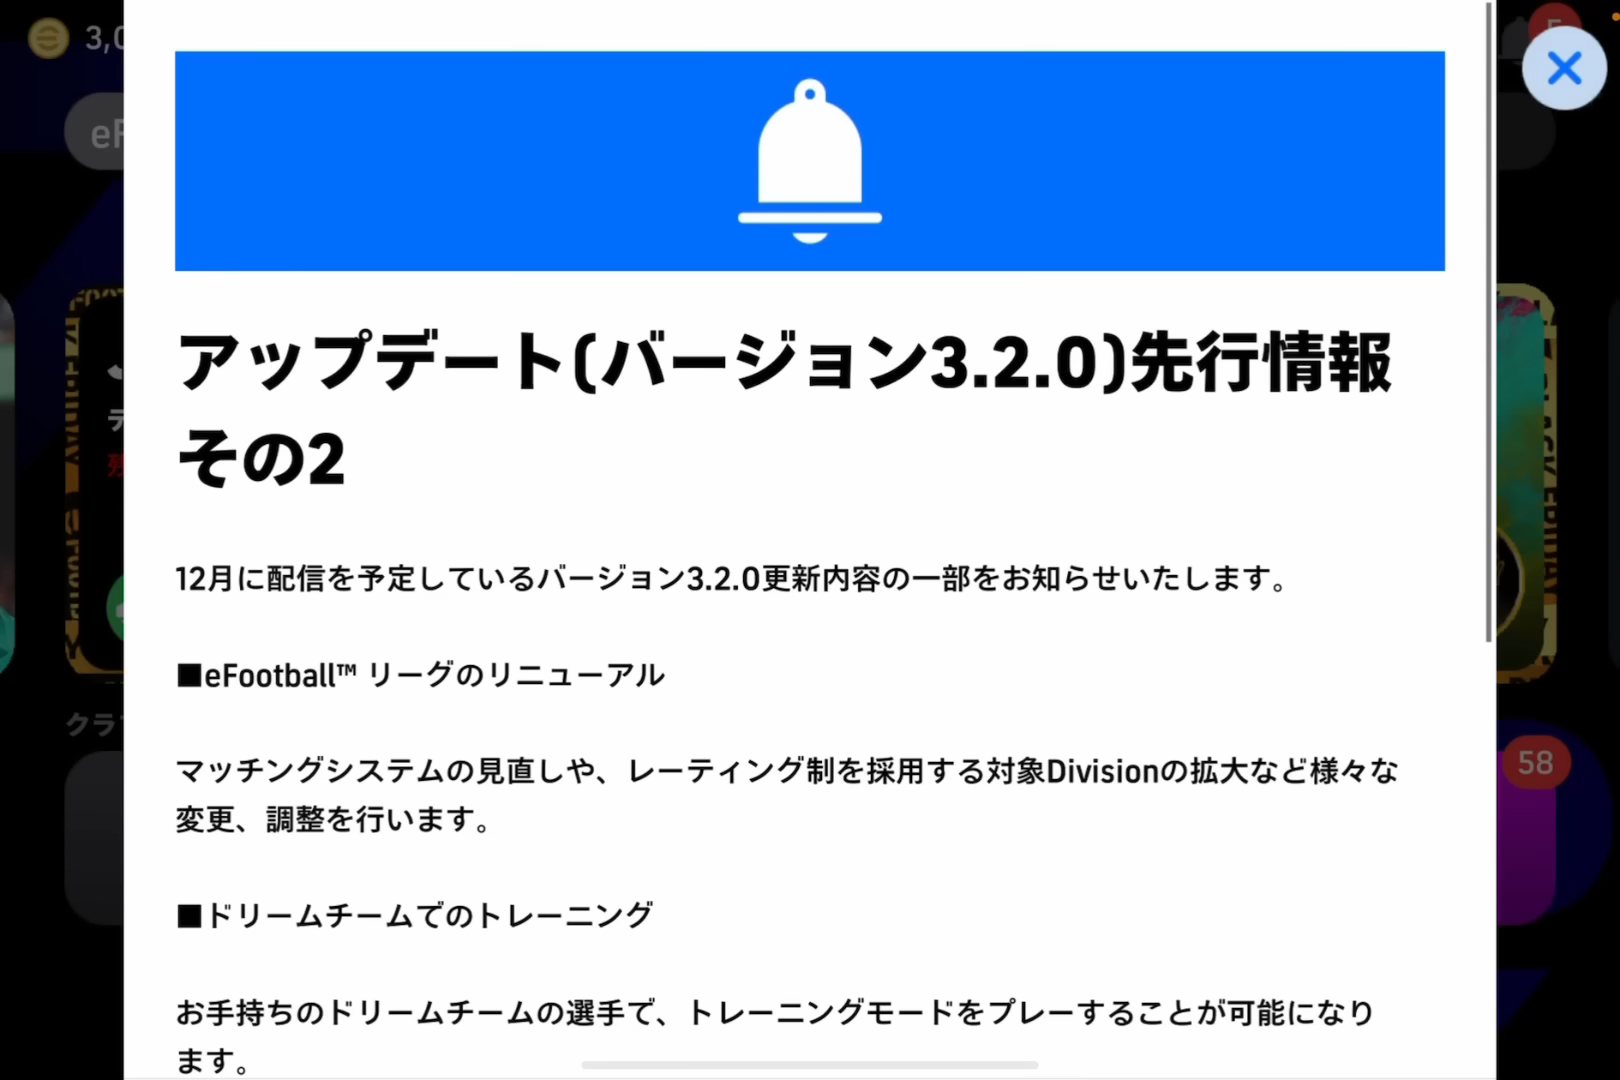 3,0
eF
アップデート(バージョン3.2.0)先行情報
その2
12月に配信を予定しているバージョン3.2.0更新内容の一部をお知らせいたします。
■eFootball™ リーグのリニューアル
マッチングシステムの見直しや、レーティング制を採用する対象Divisionの拡大など様々な
変更、調整を行います。
クラ
58
■ドリームチームでのトレーニング
お手持ちのドリームチームの選手で、トレーニングモードをプレーすることが可能になり
ます。